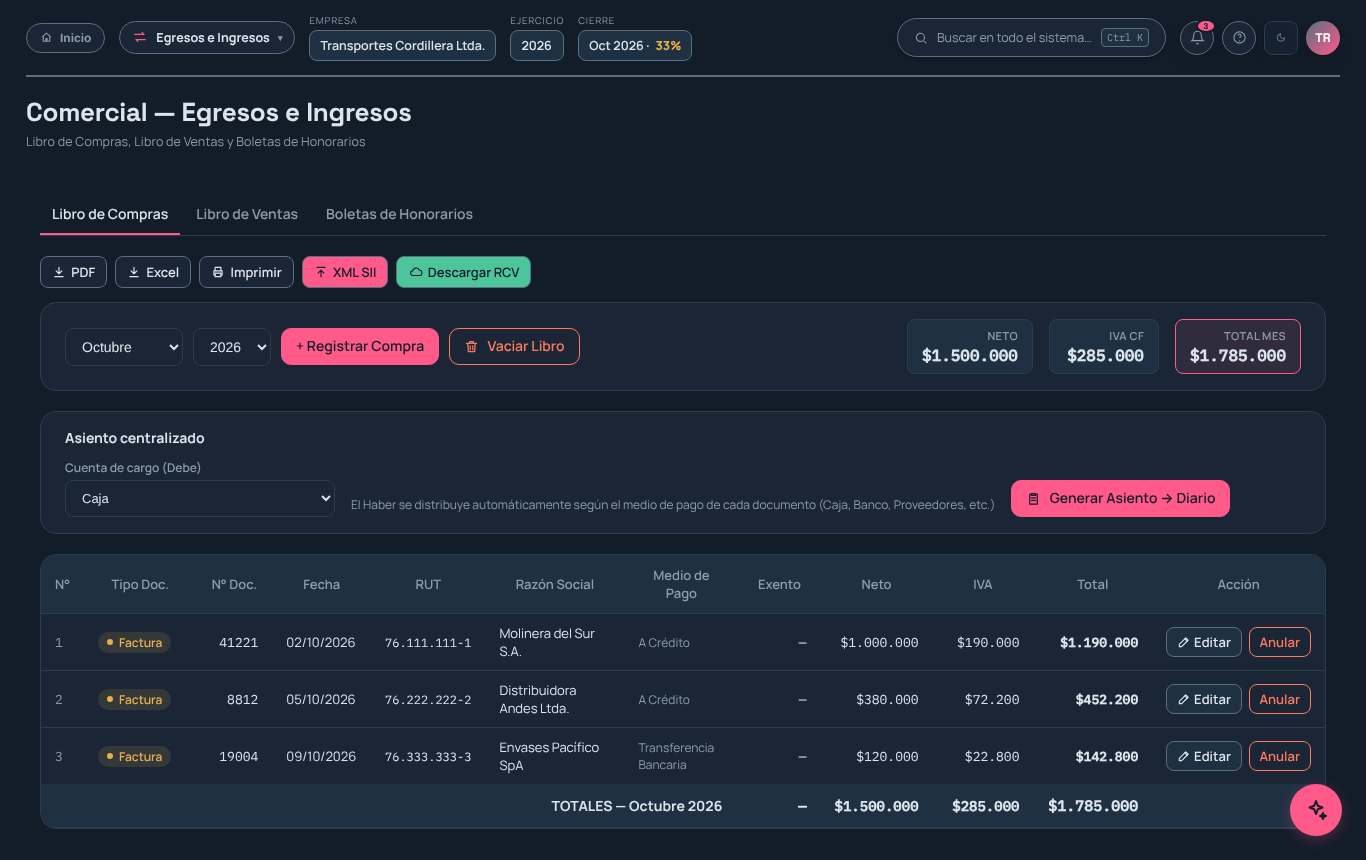 Inicio
Egresos e Ingresos ▾
EMPRESA
Transportes Cordillera Ltda.
EJERCICIO
2026
CIERRE
Oct 2026 · 33%
Buscar en todo el sistema... Ctrl K
3
TR
Comercial — Egresos e Ingresos
Libro de Compras, Libro de Ventas y Boletas de Honorarios
Libro de Compras
Libro de Ventas
Boletas de Honorarios
PDF
Excel
Imprimir
XML SII
Descargar RCV
Octubre
2026
+ Registrar Compra
Vaciar Libro
NETO
$1.500.000
IVA CF
$285.000
TOTAL MES
$1.785.000
Asiento centralizado
Cuenta de cargo (Debe)
Caja
El Haber se distribuye automáticamente según el medio de pago de cada documento (Caja, Banco, Proveedores, etc.)
Generar Asiento → Diario
N° Tipo Doc. N° Doc. Fecha RUT Razón Social Medio de Pago Exento Neto IVA Total Acción
1 Factura 41221 02/10/2026 76.111.111-1 Molinera del Sur S.A. A Crédito — $1.000.000 $190.000 $1.190.000 Editar Anular
2 Factura 8812 05/10/2026 76.222.222-2 Distribuidora Andes Ltda. A Crédito — $380.000 $72.200 $452.200 Editar Anular
3 Factura 19004 09/10/2026 76.333.333-3 Envases Pacífico SpA Transferencia Bancaria — $120.000 $22.800 $142.800 Editar Anular
TOTALES — Octubre 2026 — $1.500.000 $285.000 $1.785.000